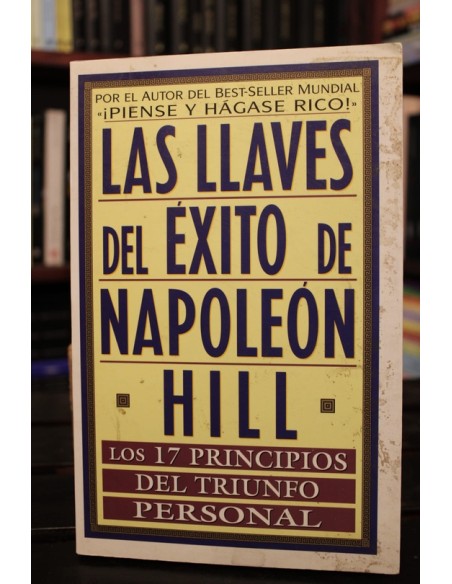 POR EL AUTOR DEL BEST-SELLER MUNDIAL
"¡PIENSE Y HÁGASE RICO!"
LAS LLAVES
DEL ÉXITO DE
NAPOLEÓN
HILL
LOS 17 PRINCIPIOS
DEL TRIUNFO
PERSONAL